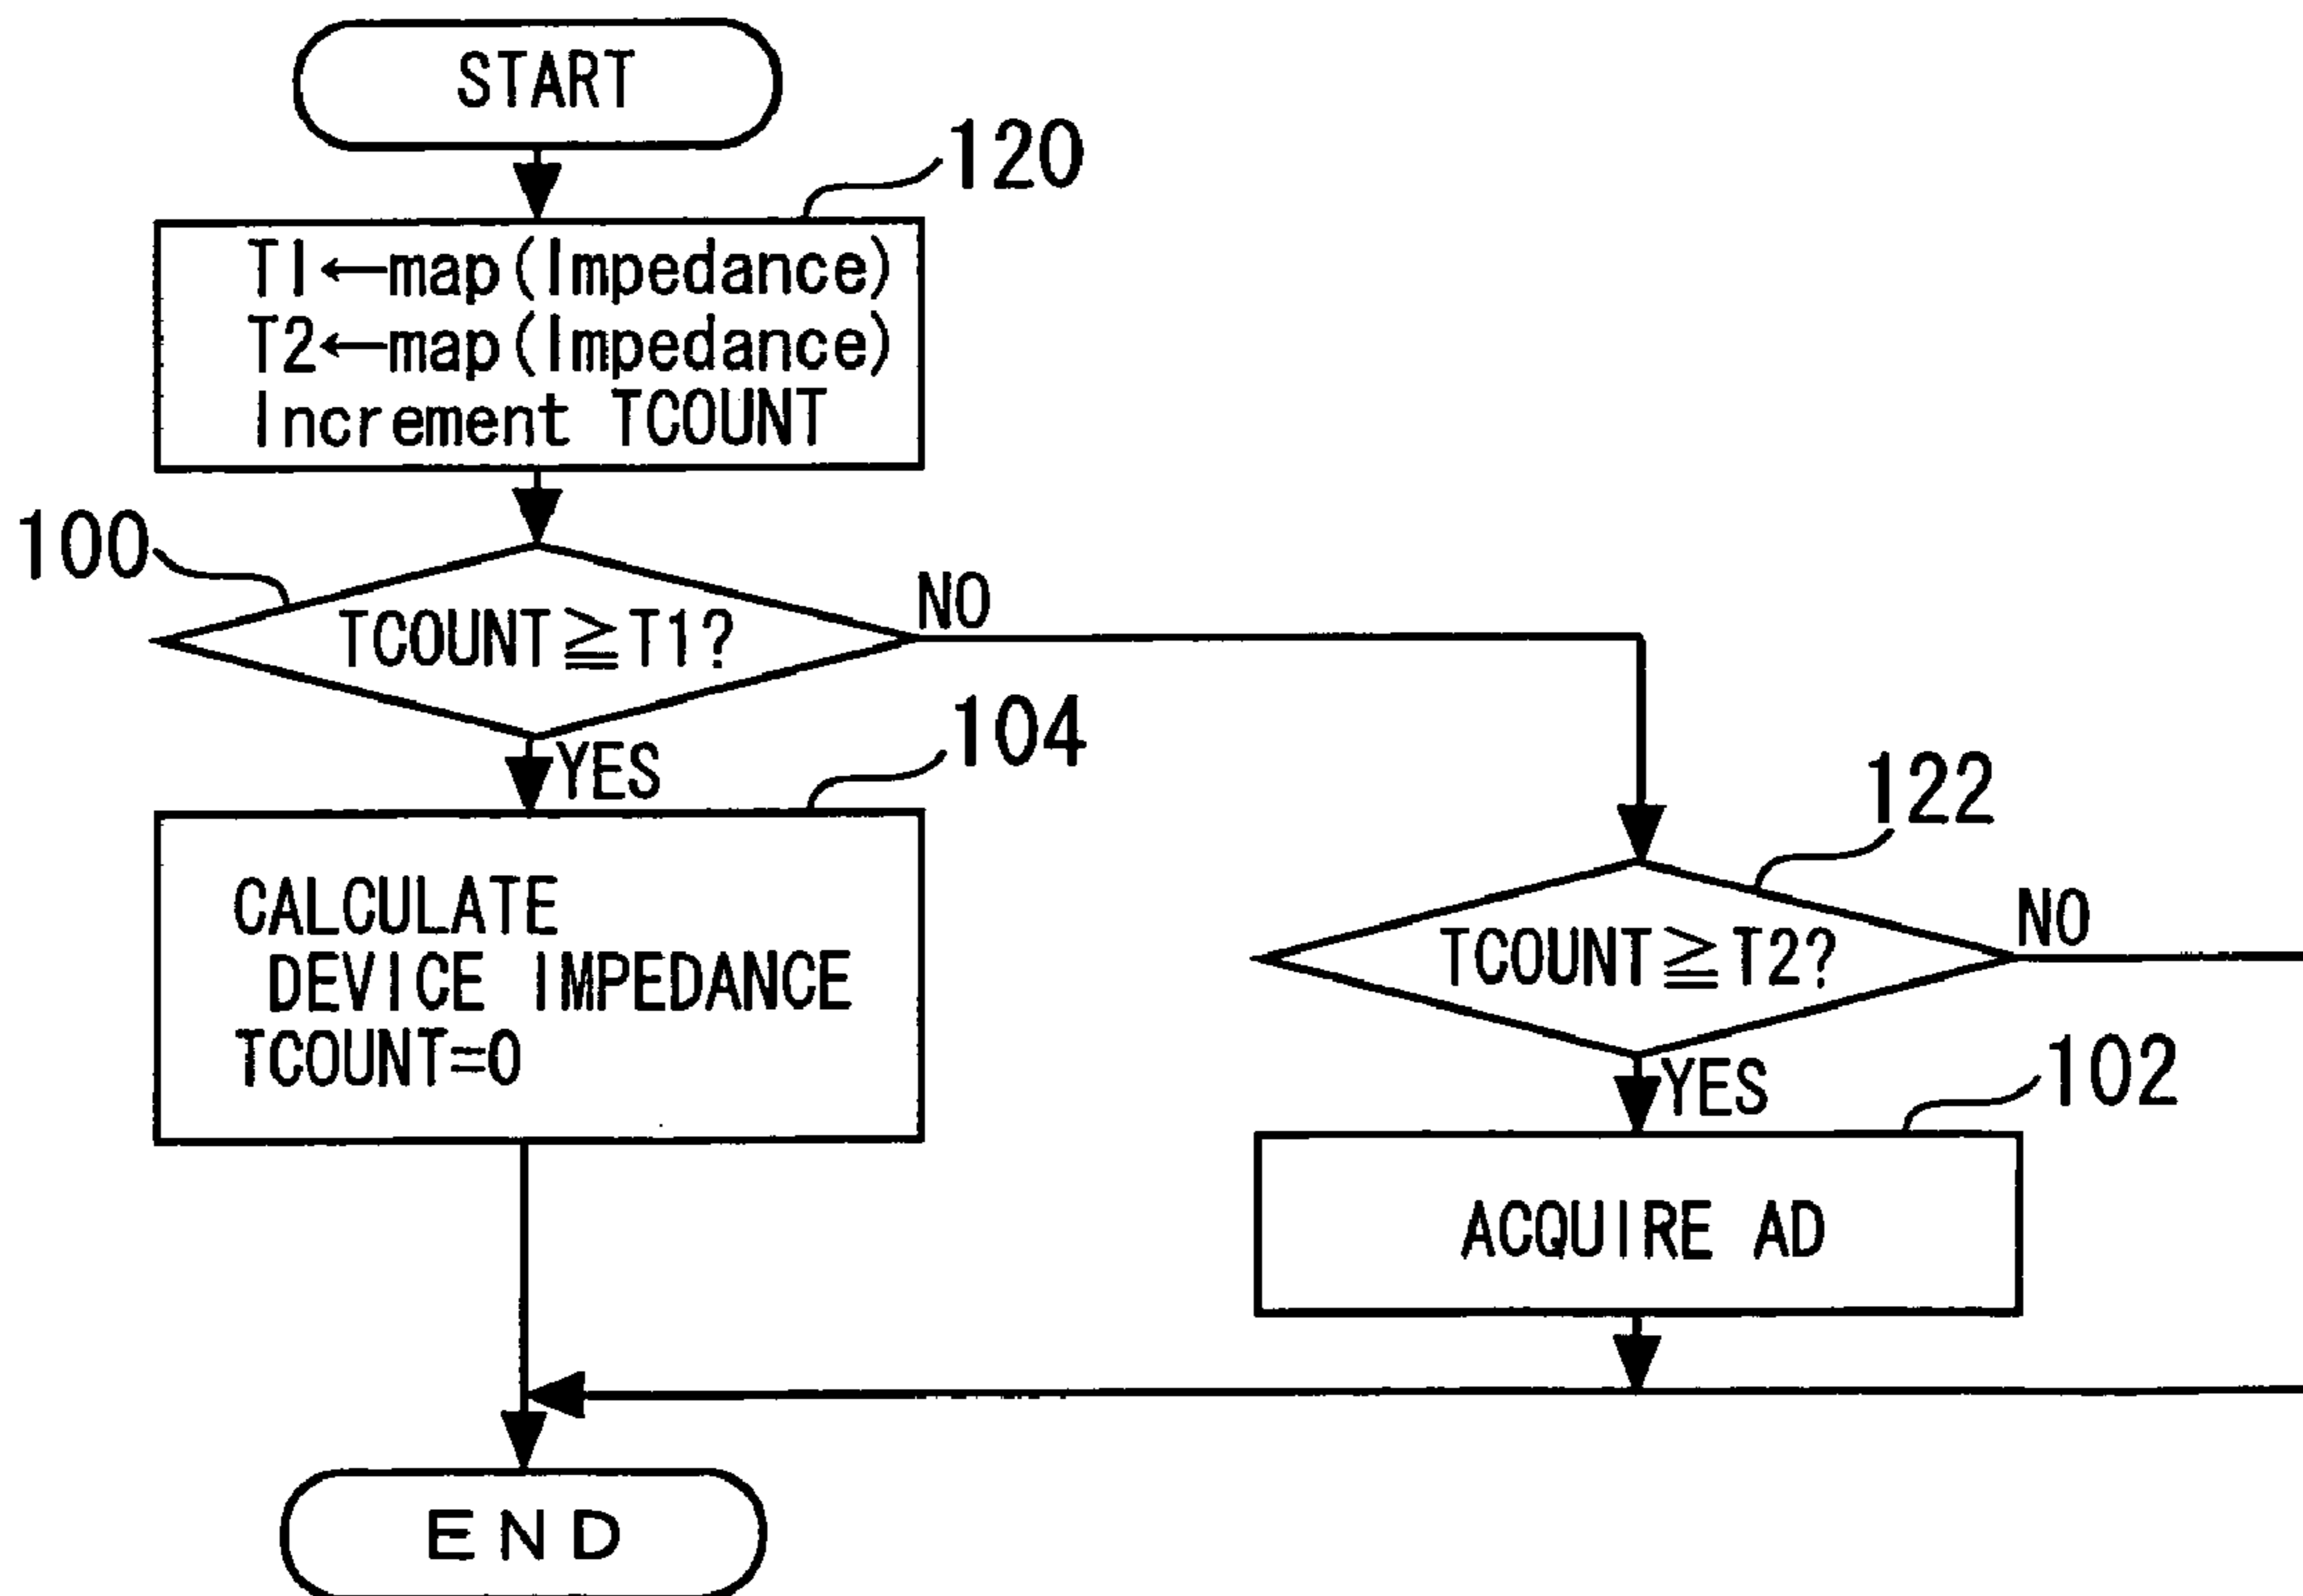 START
120
T1←map(Impedance)
T2←map(Impedance)
Increment TCOUNT
100
TCOUNT≧T1?
NO
YES
104
CALCULATE
DEVICE IMPEDANCE
TCOUNT=0
122
TCOUNT≧T2?
NO
YES
102
ACQUIRE AD
END